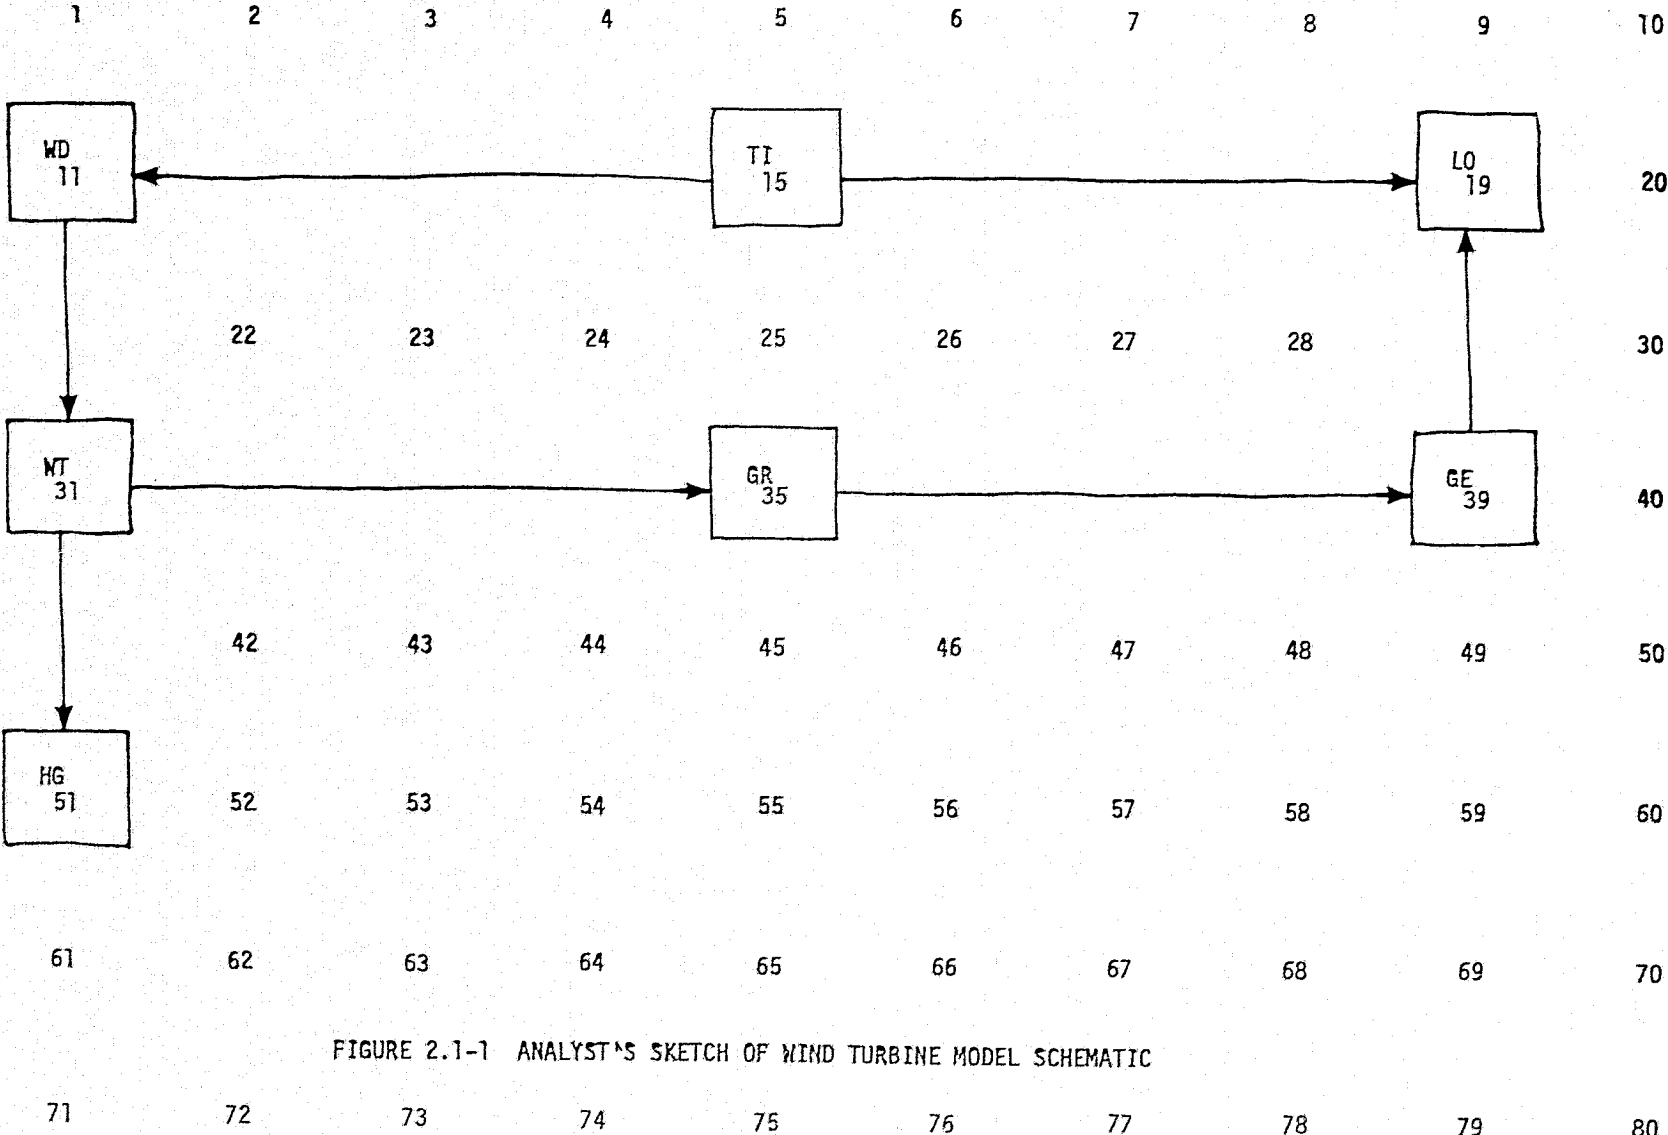 1 2 3 4 5 6 7 8 9 10
WD TI LO
11 15 19 20
22 23 24 25 26 27 28 30
WT GR GE
31 35 39 40
42 43 44 45 46 47 48 49 50
HG
51 52 53 54 55 56 57 58 59 60
61 62 63 64 65 66 67 68 69 70
FIGURE 2.1-1 ANALYST'S SKETCH OF WIND TURBINE MODEL SCHEMATIC
71 72 73 74 75 76 77 78 79 80